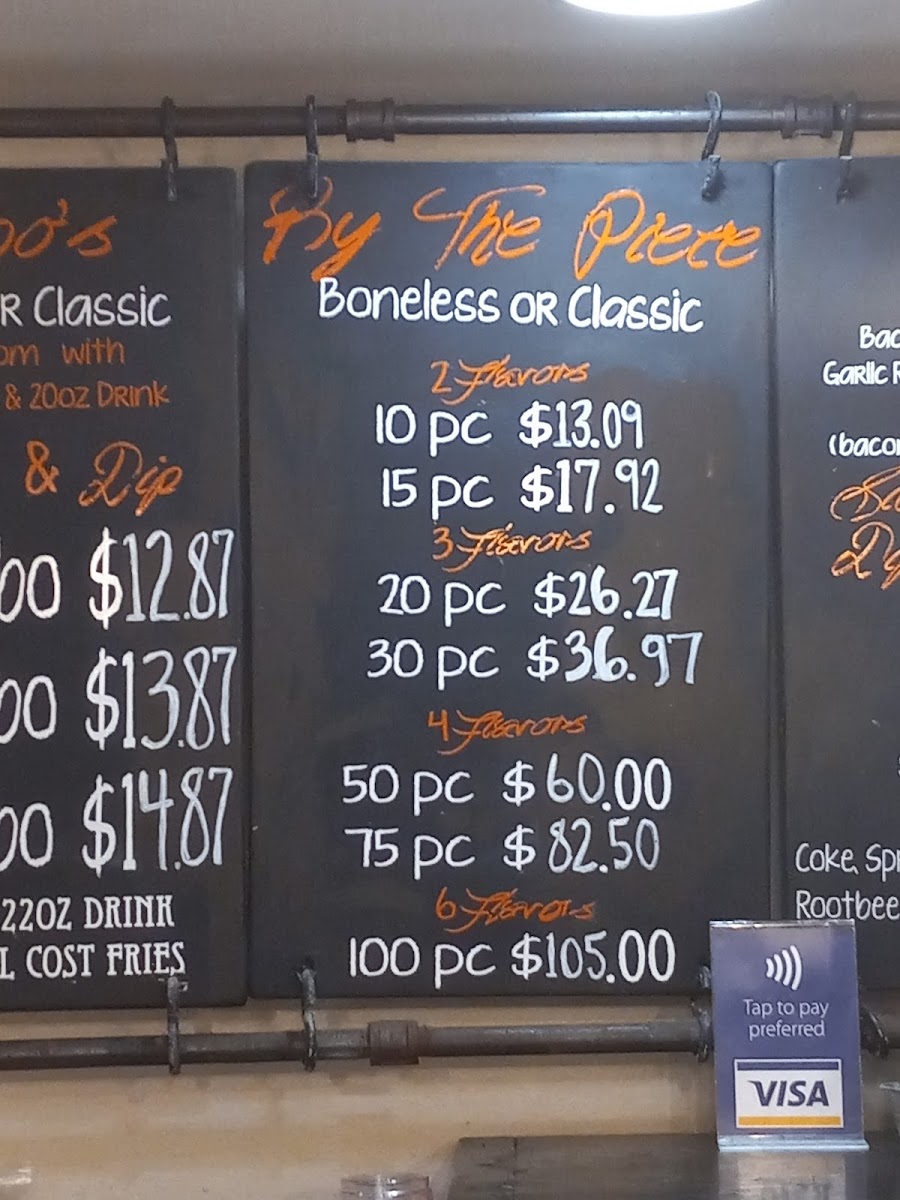 R Classic
with
& 20oz Drink
& Dip
$12.87
$13.87
$14.87
22OZ DRINK
COST FRIES
By The Piece
Boneless or Classic
2 Flavors
10 pc $13.09
15 pc $17.92
3 Flavors
20 pc $26.27
30 pc $36.97
4 Flavors
50 pc $60.00
75 pc $82.50
6 Flavors
100 pc $105.00
Garlic
Coke, Spr
Rootbee
Tap to pay
preferred
VISA